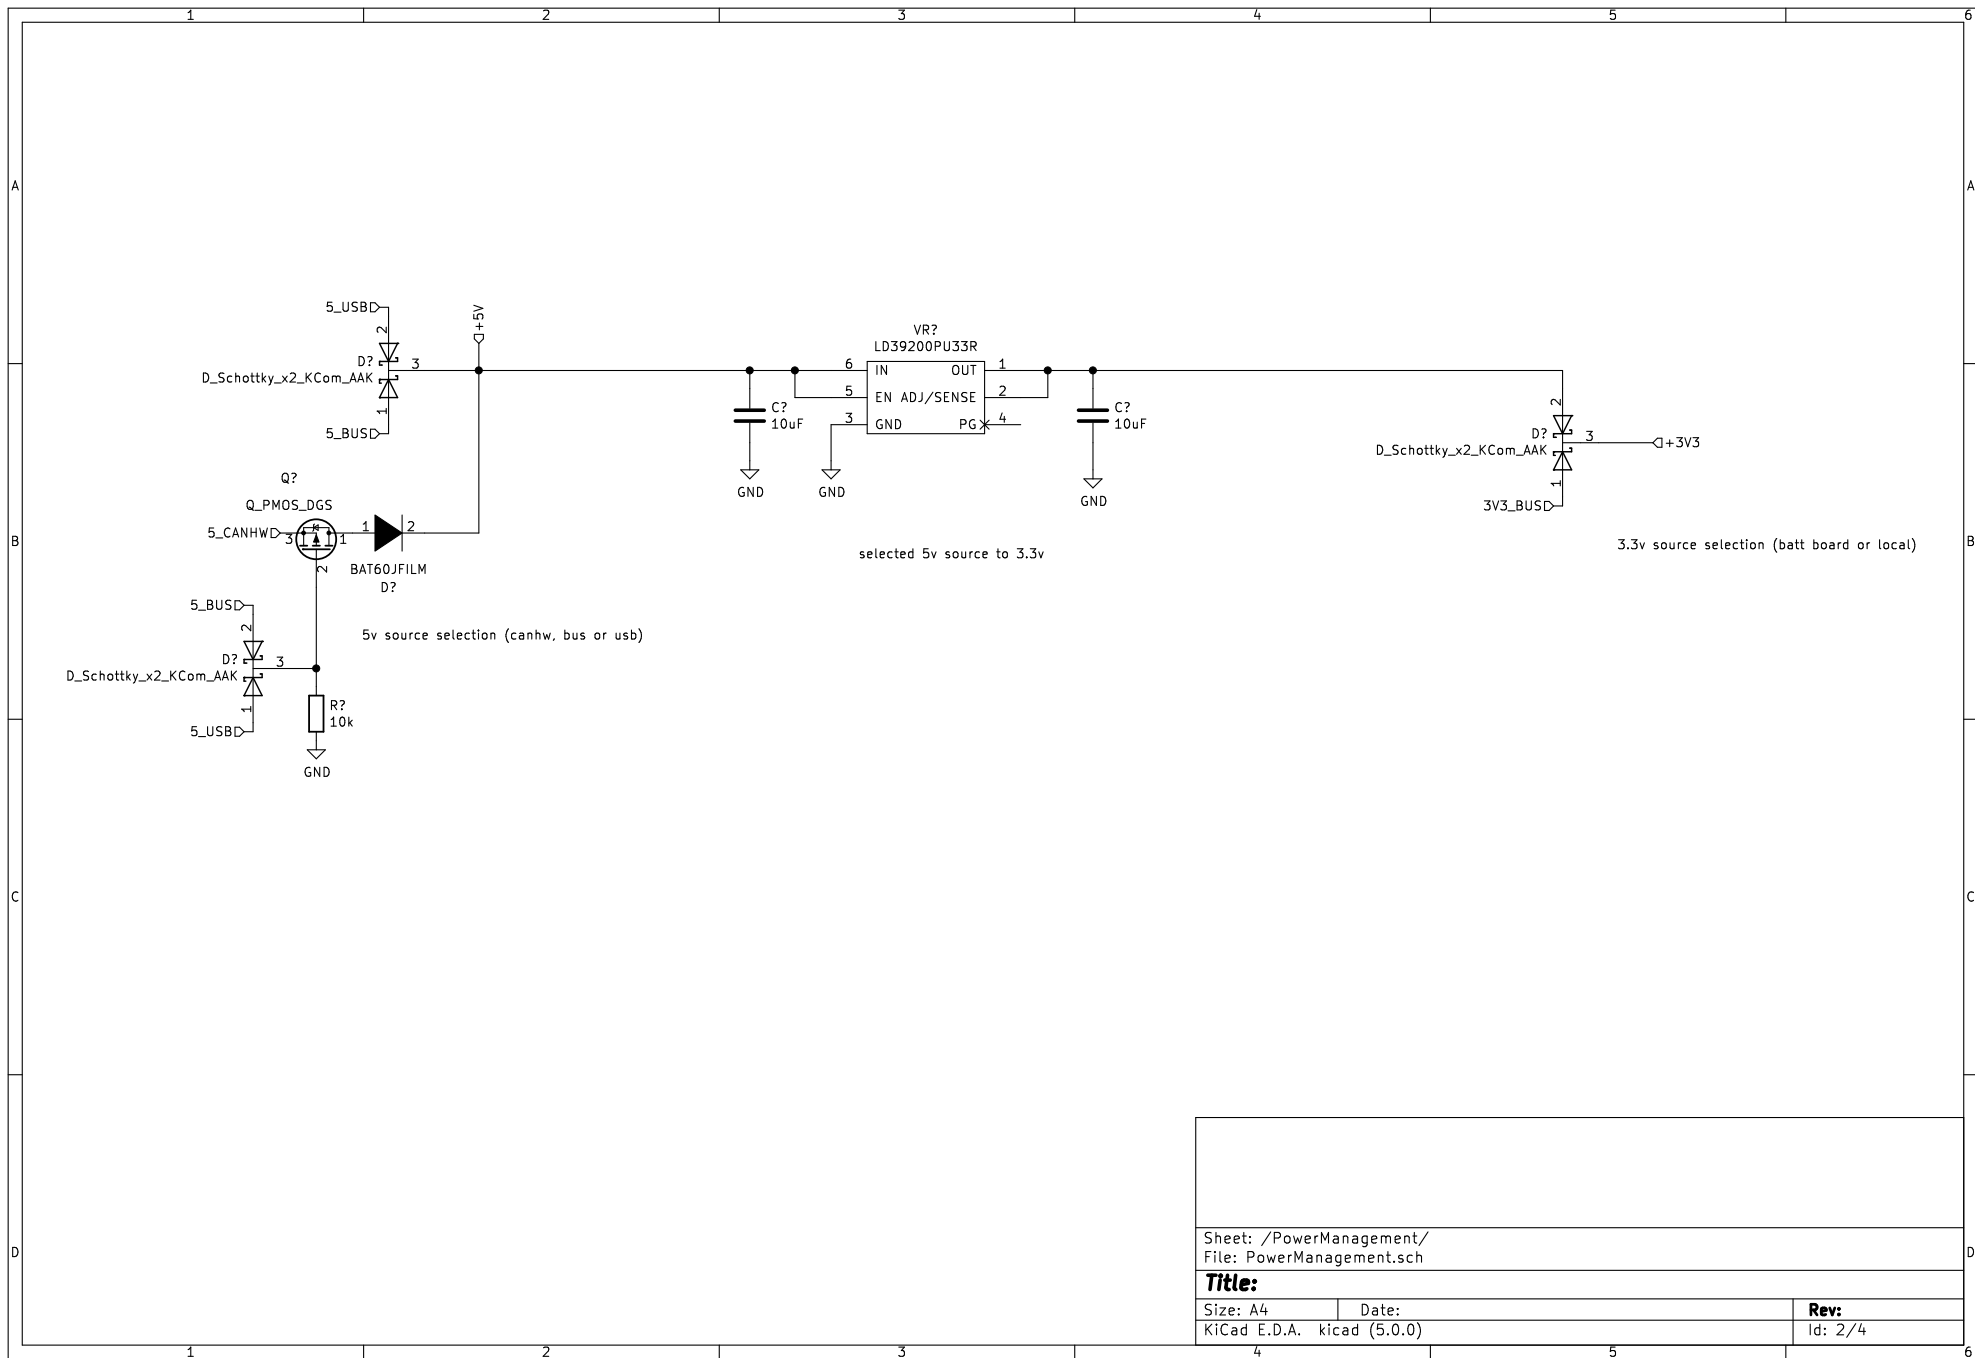 1 2 3 4 5 6
A A
5_USB
+5V
2
D?
D_Schottky_x2_KCom_AAK
3
1
5_BUS
VR?
LD39200PU33R
6 IN OUT 1
5 EN ADJ/SENSE 2
3 GND PG 4
C?
10uF
GND
GND
C?
10uF
GND
2
D?
D_Schottky_x2_KCom_AAK
3
+3V3
1
3V3_BUS
Q?
Q_PMOS_DGS
5_CANHW
3 1
2
1 2
BAT60JFILM
D?
B B
selected 5v source to 3.3v
3.3v source selection (batt board or local)
5_BUS
2
D?
D_Schottky_x2_KCom_AAK
3
1
5_USB
5v source selection (canhw, bus or usb)
R?
10k
GND
C C
D D
Sheet: /PowerManagement/
File: PowerManagement.sch
Title:
Size: A4 Date: Rev:
KiCad E.D.A. kicad (5.0.0) Id: 2/4
1 2 3 4 5 6